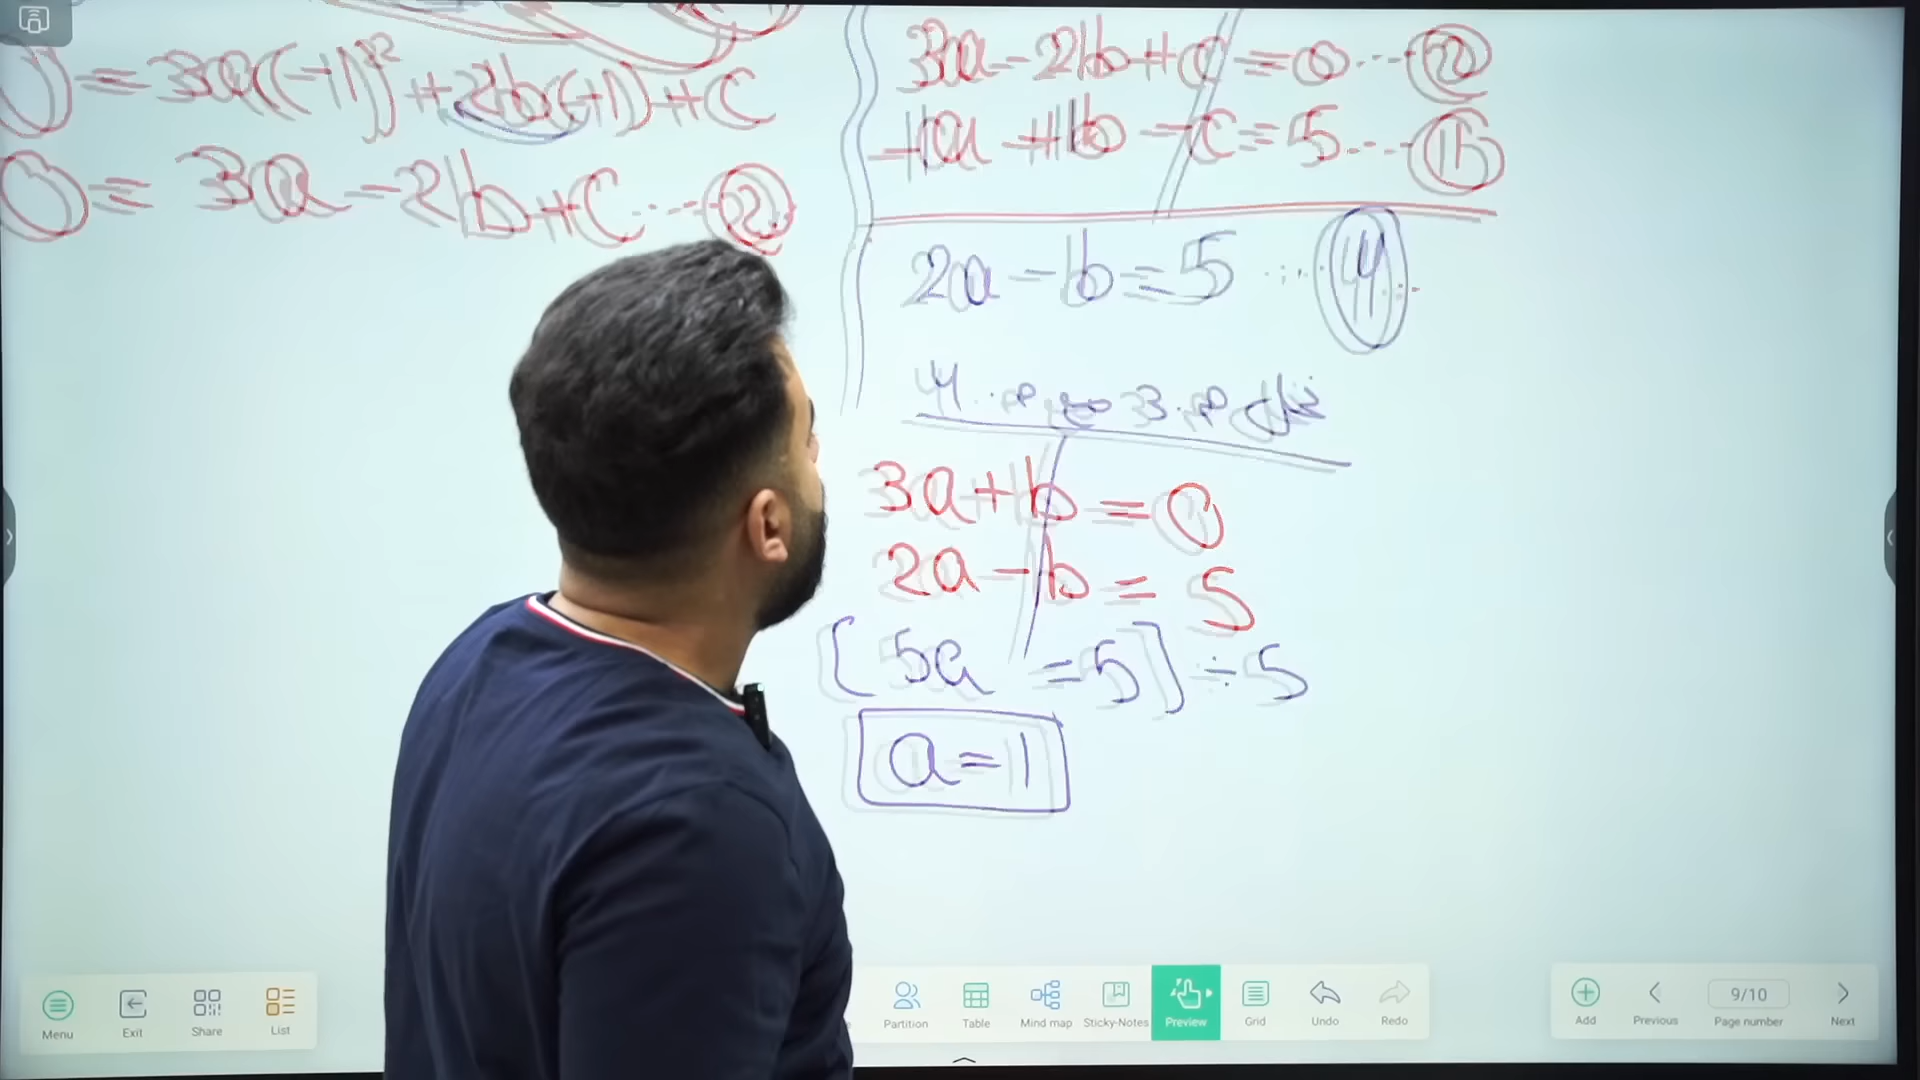 0 = 3a(-1)² + 2b(-1) + C
0 = 3a - 2b + C ... 2
3a - 2b + C = 0 ... 2
-a + b - C = 5 ... 1
2a - b = 5 ... 4
3a + b = 0
2a - b = 5
[5a = 5] ÷ 5
a = 1
Menu Exit Share List
Partition Table Mind map Sticky-Notes Preview Grid Undo Redo
Add Previous 9/10 Page number Next